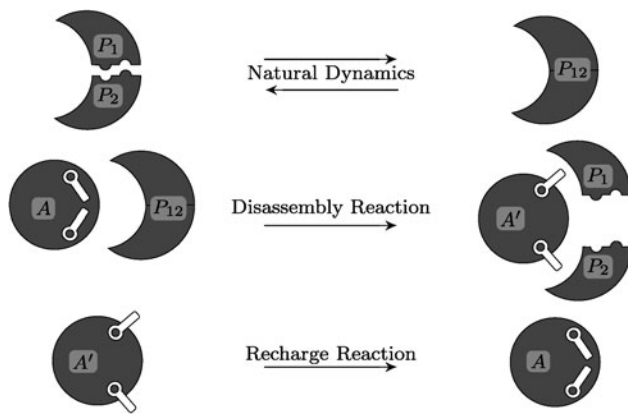 P₁
P₂
Natural Dynamics
P₁₂
A
P₁₂
Disassembly Reaction
A′
P₁
P₂
A′
Recharge Reaction
A